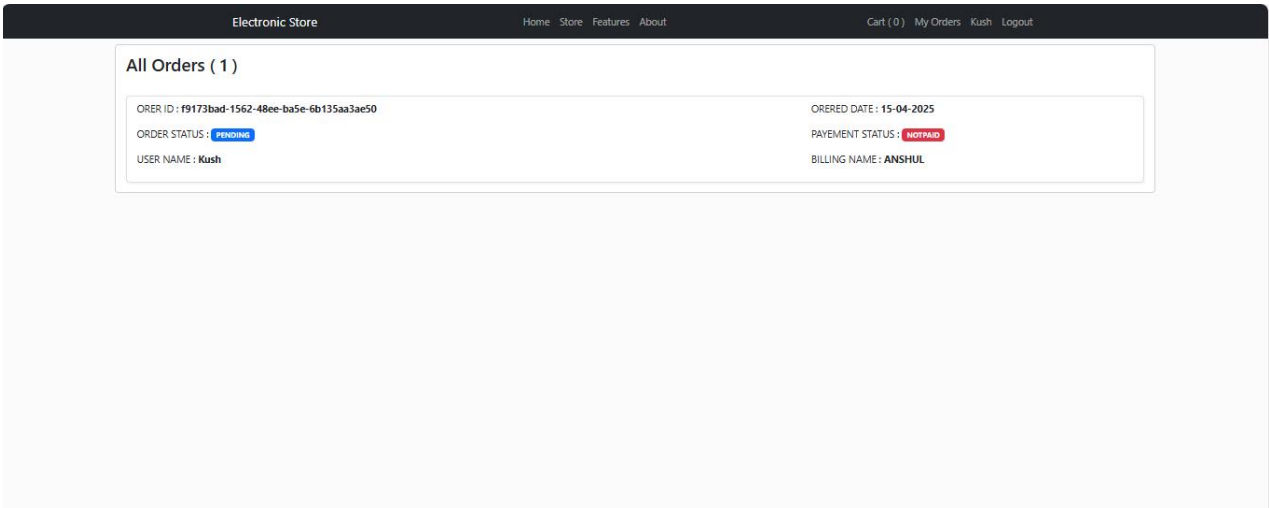 Electronic Store Home Store Features About Cart ( 0 ) My Orders Kush Logout
All Orders ( 1 )
ORER ID : f9173bad-1562-48ee-ba5e-6b135aa3ae50 ORERED DATE : 15-04-2025
ORDER STATUS : PENDING PAYEMENT STATUS : NOTPAID
USER NAME : Kush BILLING NAME : ANSHUL